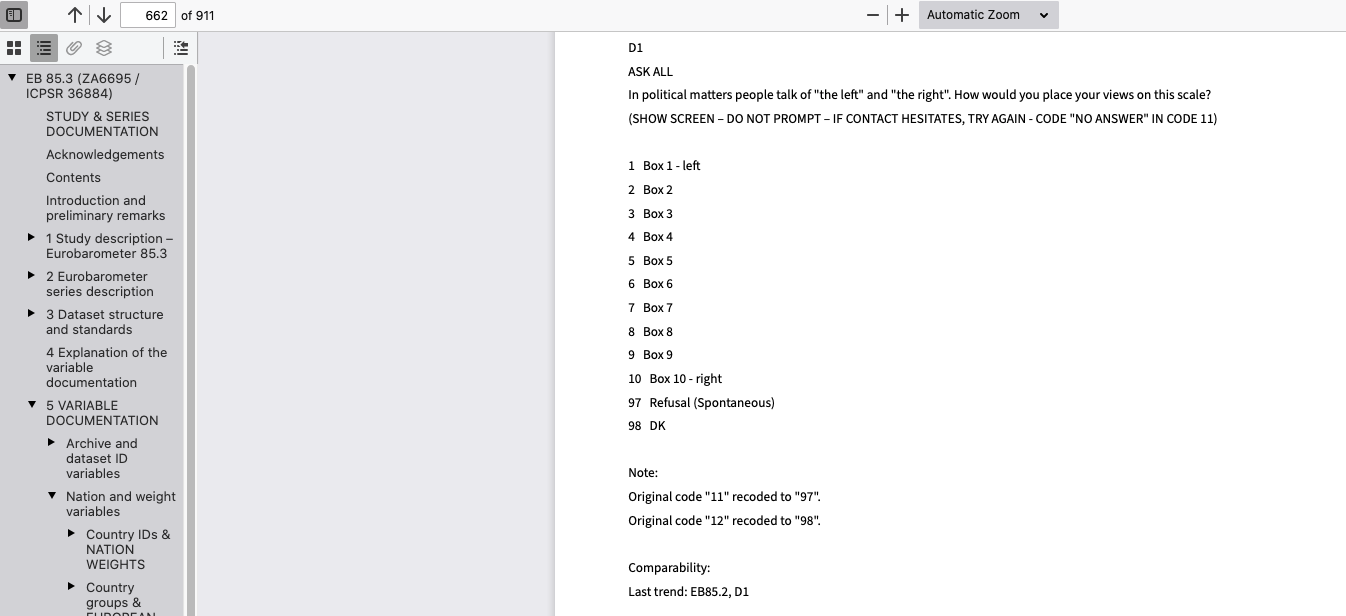 662 of 911
Automatic Zoom
EB 85.3 (ZA6695 /
ICPSR 36884)
STUDY & SERIES
DOCUMENTATION
Acknowledgements
Contents
Introduction and
preliminary remarks
1 Study description –
Eurobarometer 85.3
2 Eurobarometer
series description
3 Dataset structure
and standards
4 Explanation of the
variable
documentation
5 VARIABLE
DOCUMENTATION
Archive and
dataset ID
variables
Nation and weight
variables
Country IDs &
NATION
WEIGHTS
Country
groups &
EUROPEAN
D1
ASK ALL
In political matters people talk of "the left" and "the right". How would you place your views on this scale?
(SHOW SCREEN – DO NOT PROMPT – IF CONTACT HESITATES, TRY AGAIN - CODE "NO ANSWER" IN CODE 11)
1 Box 1 - left
2 Box 2
3 Box 3
4 Box 4
5 Box 5
6 Box 6
7 Box 7
8 Box 8
9 Box 9
10 Box 10 - right
97 Refusal (Spontaneous)
98 DK
Note:
Original code "11" recoded to "97".
Original code "12" recoded to "98".
Comparability:
Last trend: EB85.2, D1